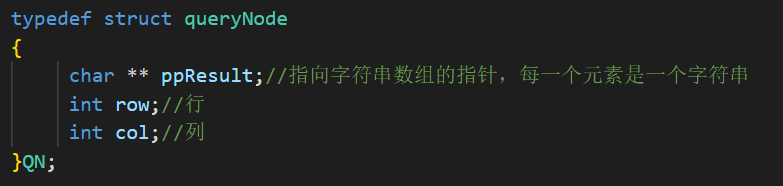 typedef struct queryNode
{
char ** ppResult;//指向字符串数组的指针，每一个元素是一个字符串
int row;//行
int col;//列
}QN;